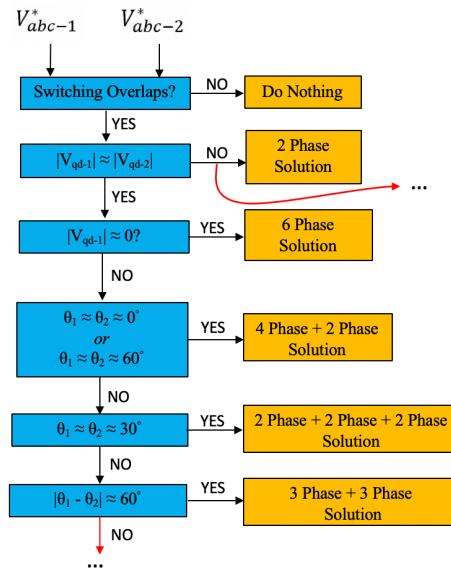 V*abc−1 V*abc−2
Switching Overlaps?
NO
Do Nothing
YES
|Vqd-1| ≈ |Vqd-2|
NO
2 Phase
Solution
...
YES
|Vqd-1| ≈ 0?
YES
6 Phase
Solution
NO
θ1 ≈ θ2 ≈ 0°
or
θ1 ≈ θ2 ≈ 60°
YES
4 Phase + 2 Phase
Solution
NO
θ1 ≈ θ2 ≈ 30°
YES
2 Phase + 2 Phase + 2 Phase
Solution
NO
|θ1 - θ2| ≈ 60°
YES
3 Phase + 3 Phase
Solution
NO
...